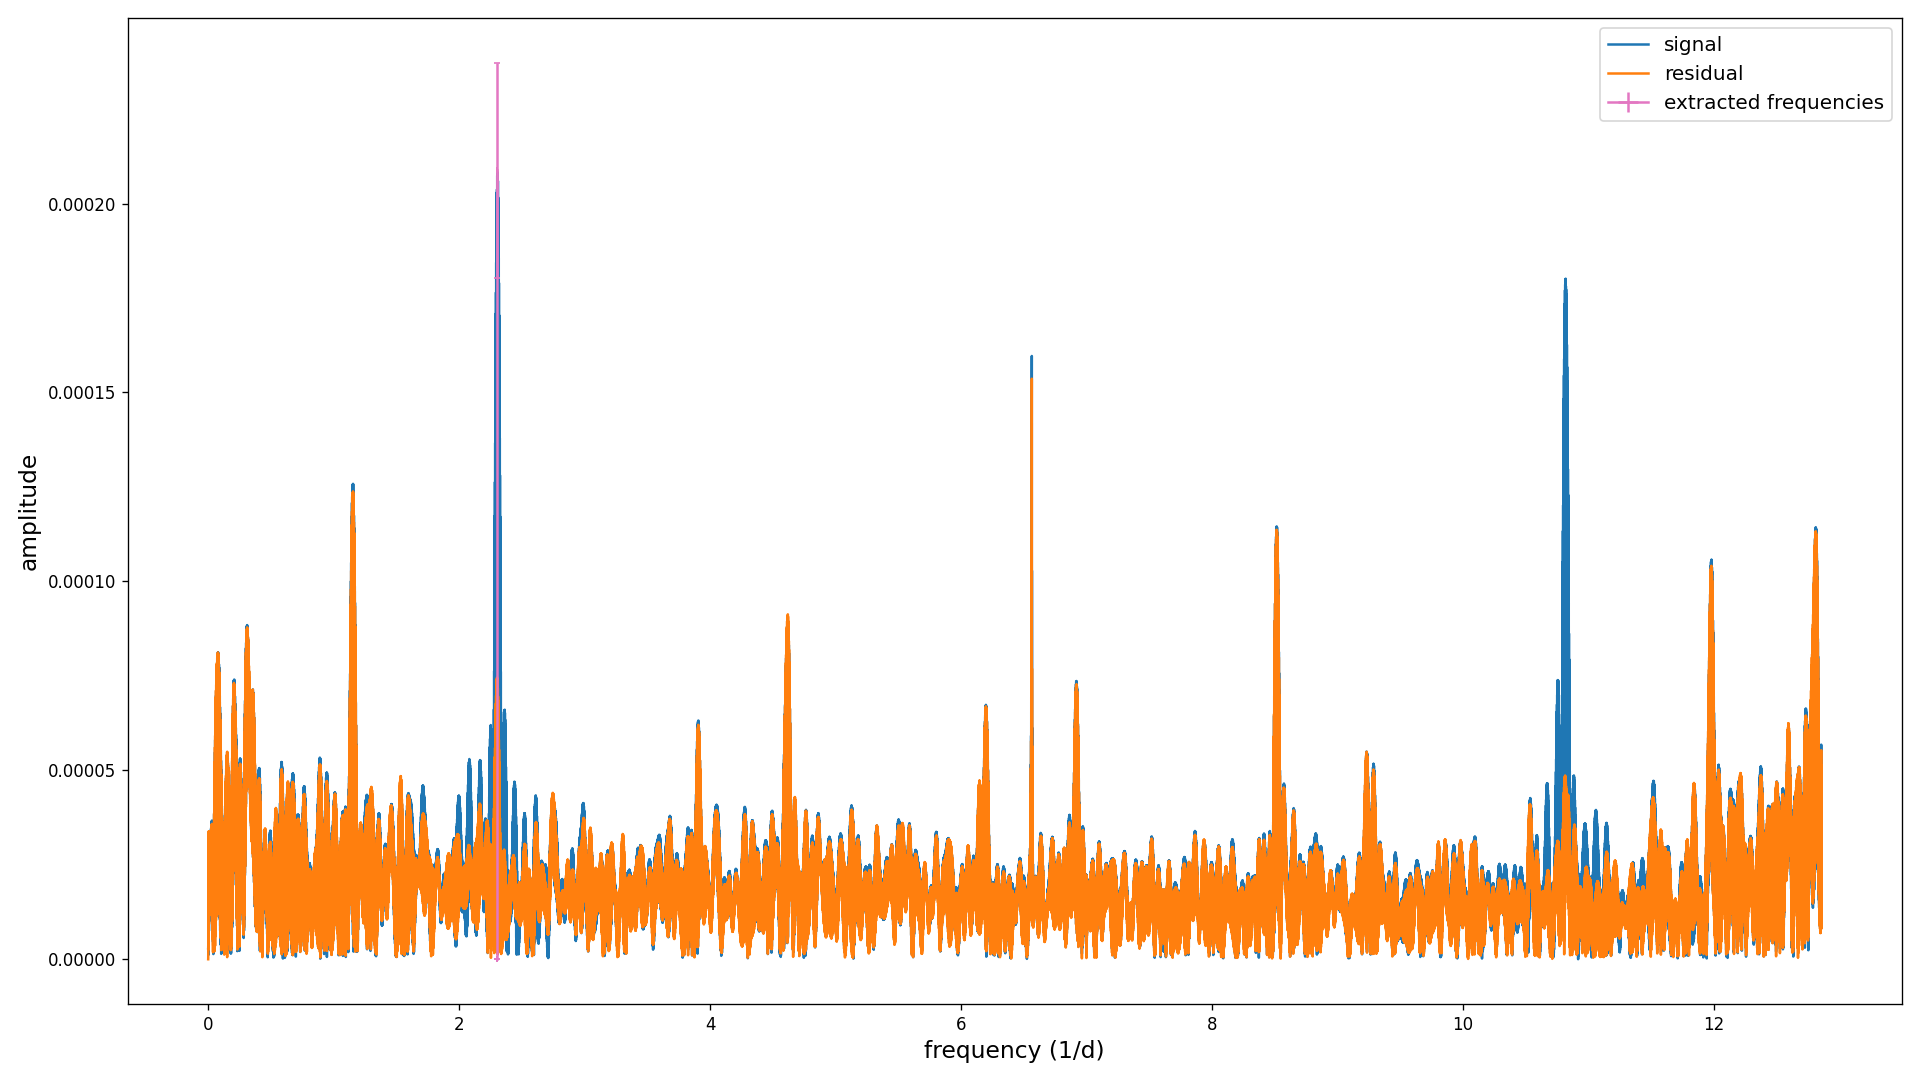 signal
residual
extracted frequencies
amplitude
0.00020
0.00015
0.00010
0.00005
0.00000
0 2 4 6 8 10 12
frequency (1/d)